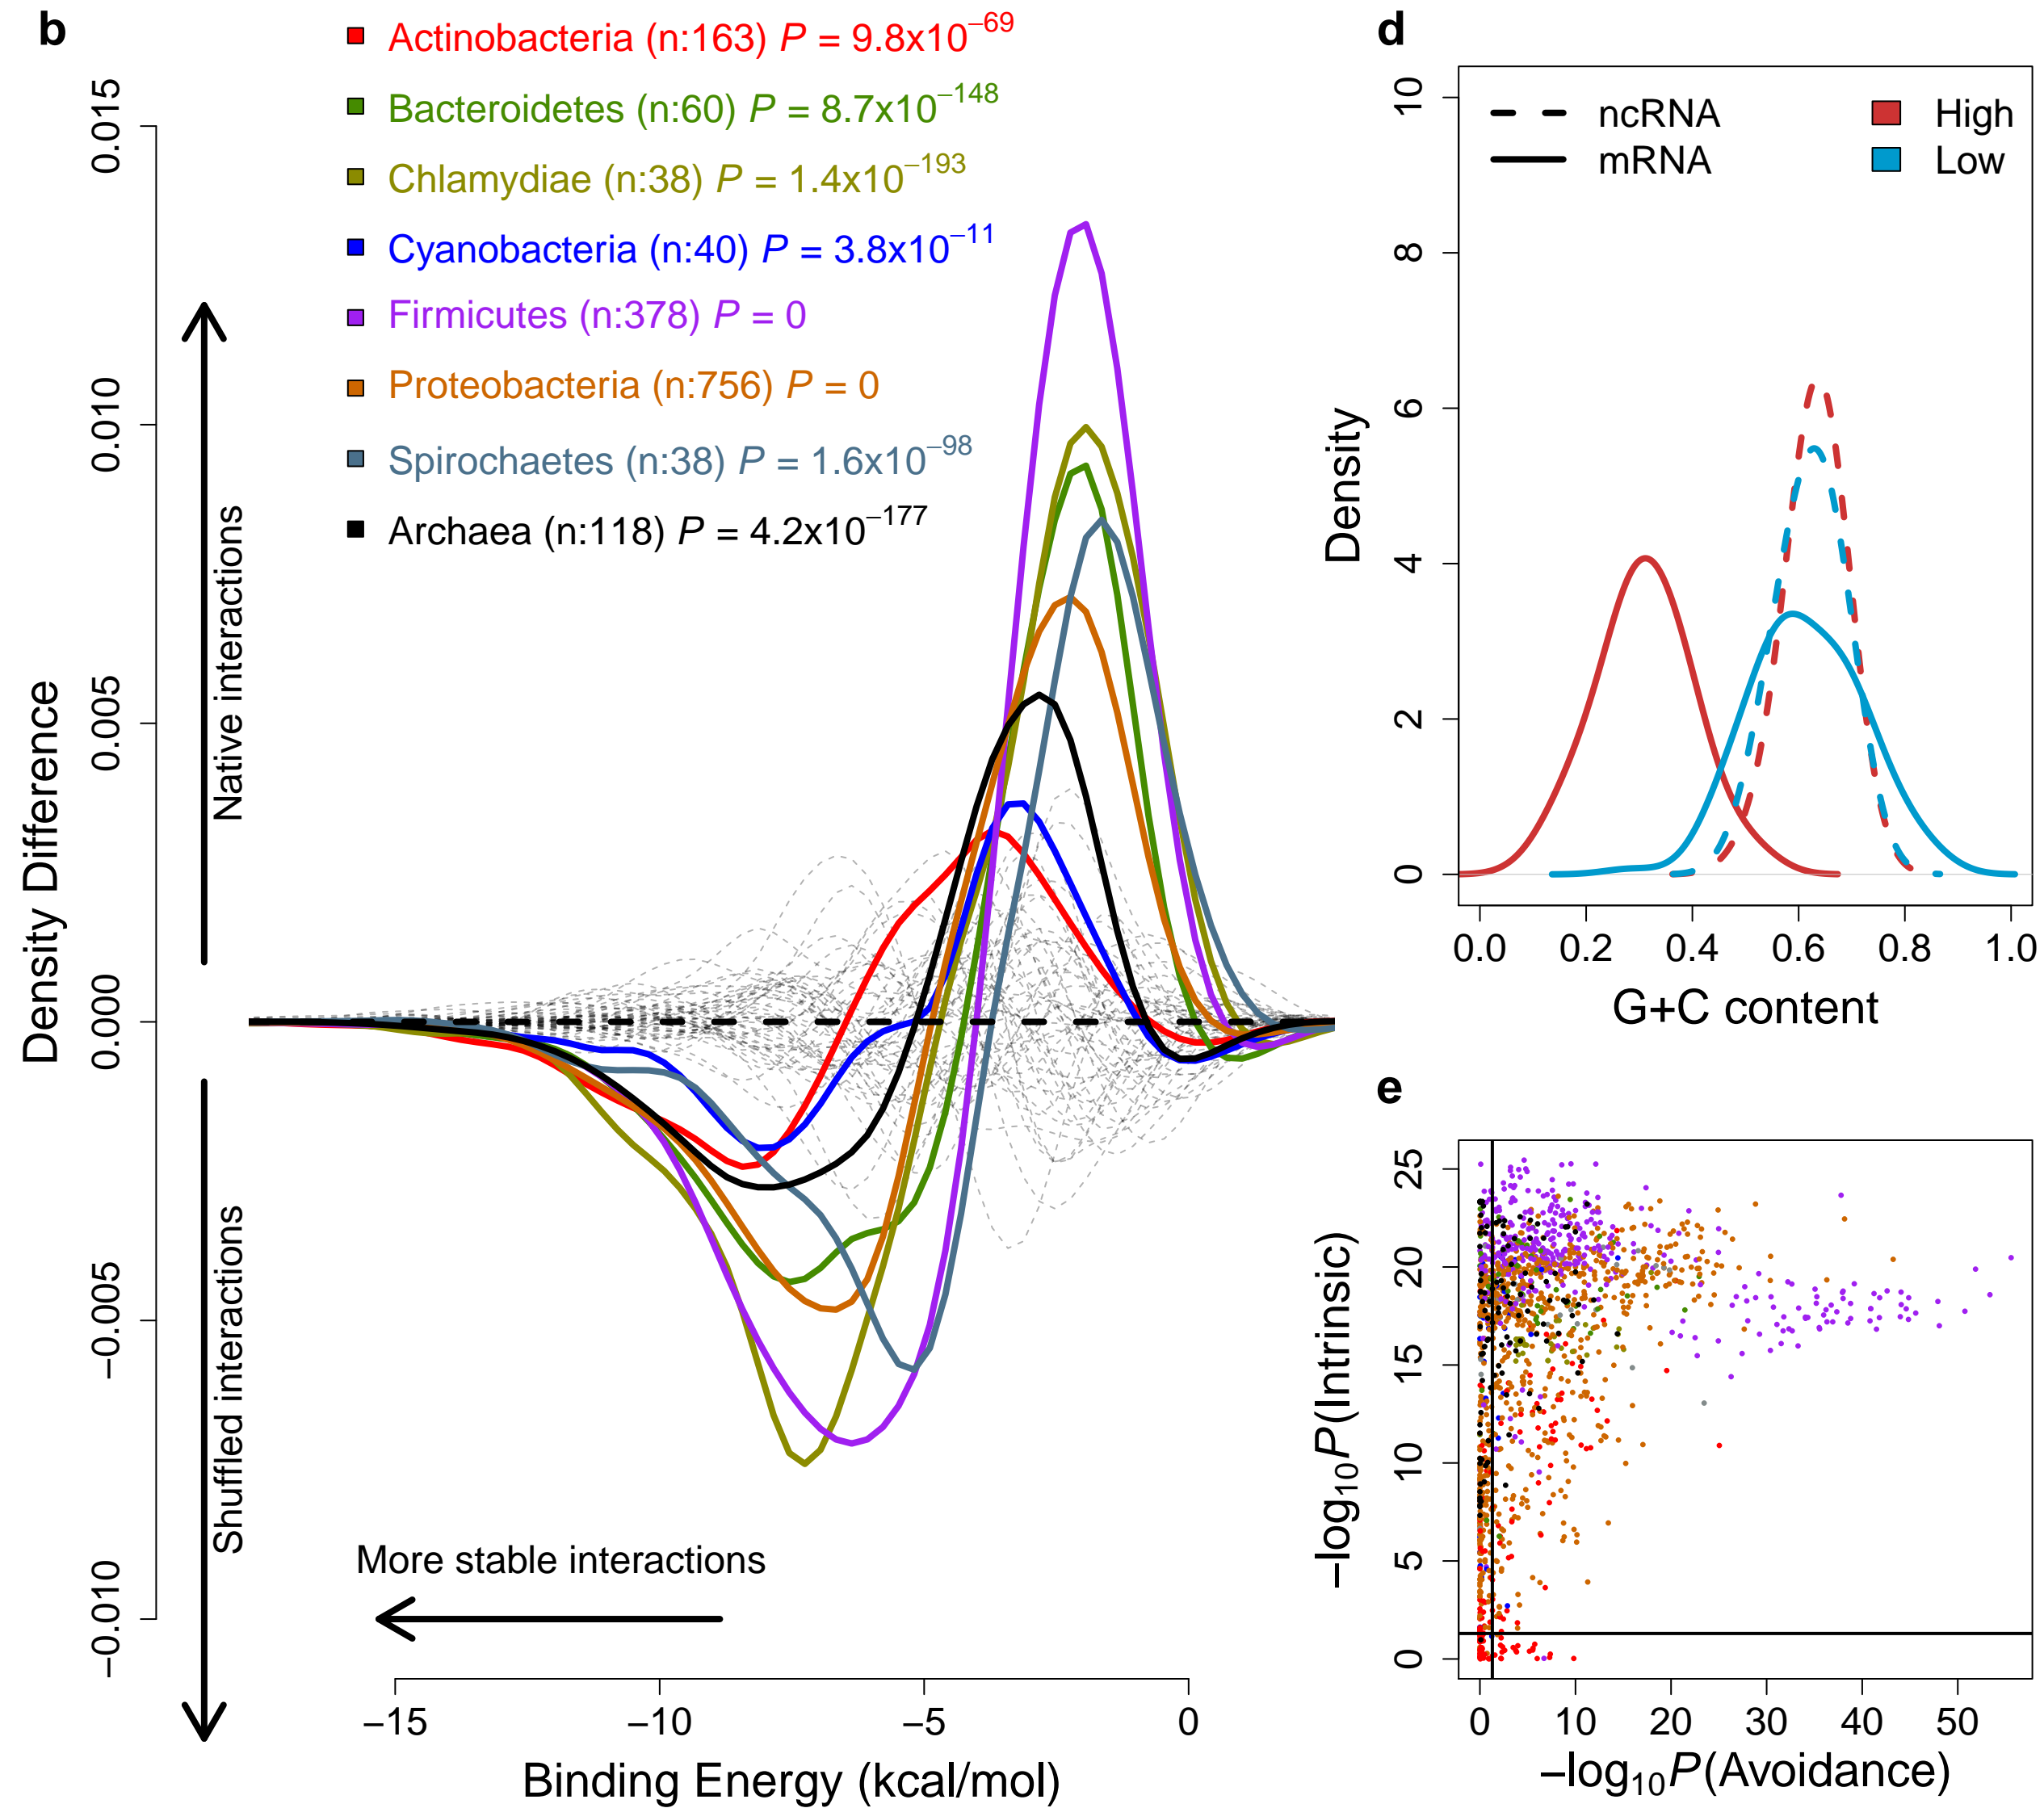 b
Actinobacteria (n:163) P = 9.8x10⁻⁶⁹
Bacteroidetes (n:60) P = 8.7x10⁻¹⁴⁸
Chlamydiae (n:38) P = 1.4x10⁻¹⁹³
Cyanobacteria (n:40) P = 3.8x10⁻¹¹
Firmicutes (n:378) P = 0
Proteobacteria (n:756) P = 0
Spirochaetes (n:38) P = 1.6x10⁻⁹⁸
Archaea (n:118) P = 4.2x10⁻¹⁷⁷
Density Difference
0.015
0.010
0.005
0.000
−0.005
−0.010
Native interactions
Shuffled interactions
More stable interactions
−15 −10 −5 0
Binding Energy (kcal/mol)
d
ncRNA High
mRNA Low
Density
10
8
6
4
2
0
0.0 0.2 0.4 0.6 0.8 1.0
G+C content
e
−log₁₀P(Intrinsic)
25
20
15
10
5
0
0 10 20 30 40 50
−log₁₀P(Avoidance)